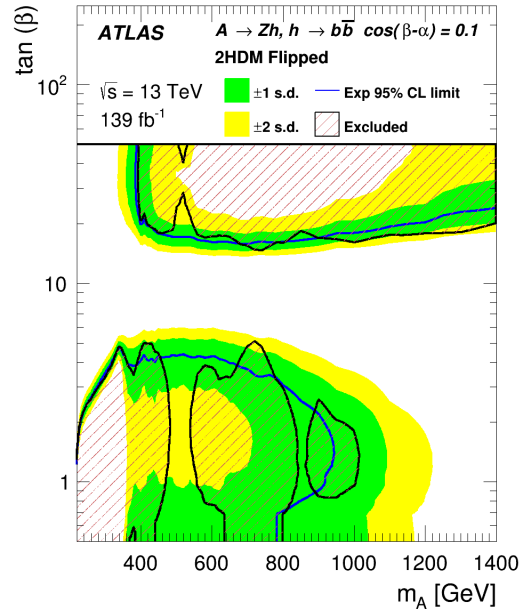 ATLAS
A → Zh, h → bb̅ cos(β-α) = 0.1
2HDM Flipped
√s = 13 TeV
139 fb⁻¹
±1 s.d.
Exp 95% CL limit
±2 s.d.
Excluded
tan (β)
10²
10
1
400 600 800 1000 1200 1400
m_A [GeV]